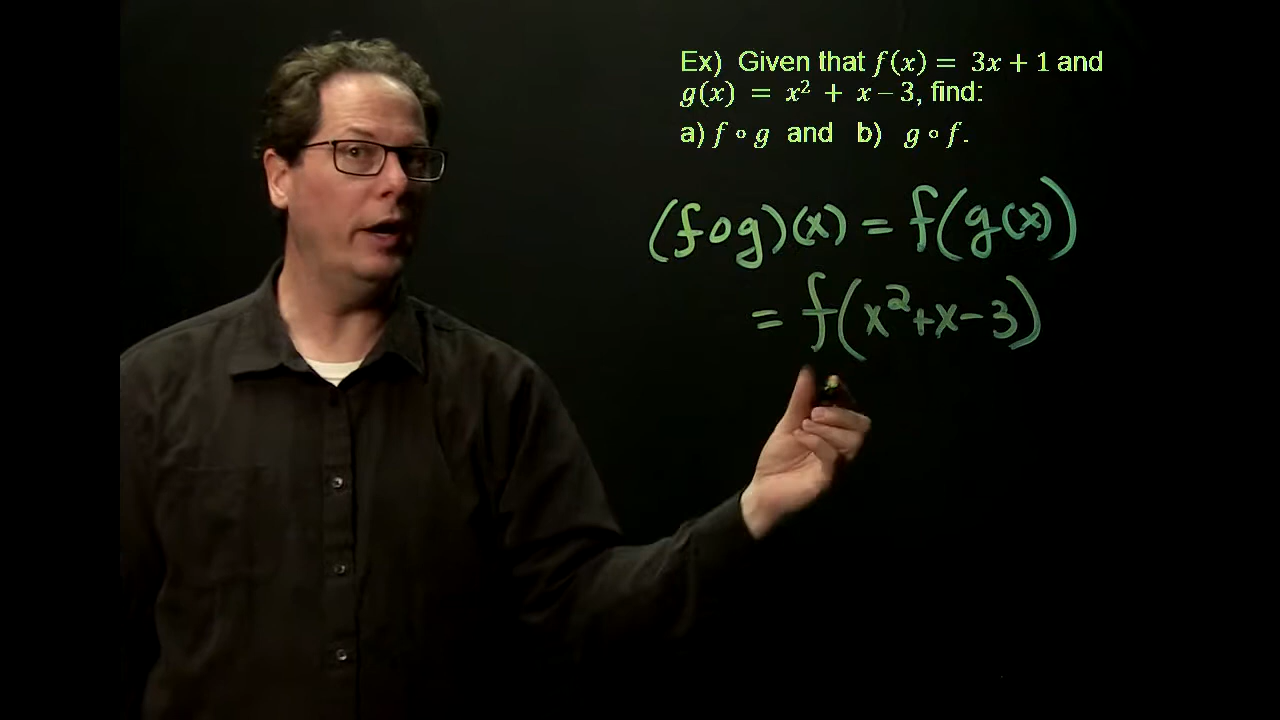 Ex) Given that f(x) = 3x + 1 and
g(x) = x² + x – 3, find:
a) f ∘ g and b) g ∘ f.
(f∘g)(x) = f(g(x))
= f(x²+x-3)